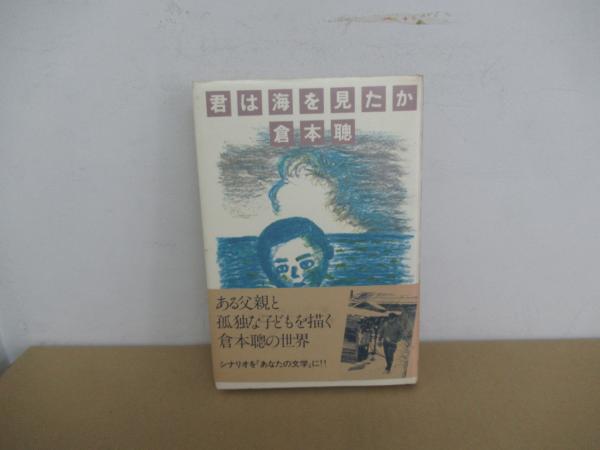 君は海を見たか
倉本聰
ある父親と
孤独な子どもを描く
倉本聰の世界
シナリオを「あなたの文学」に!!